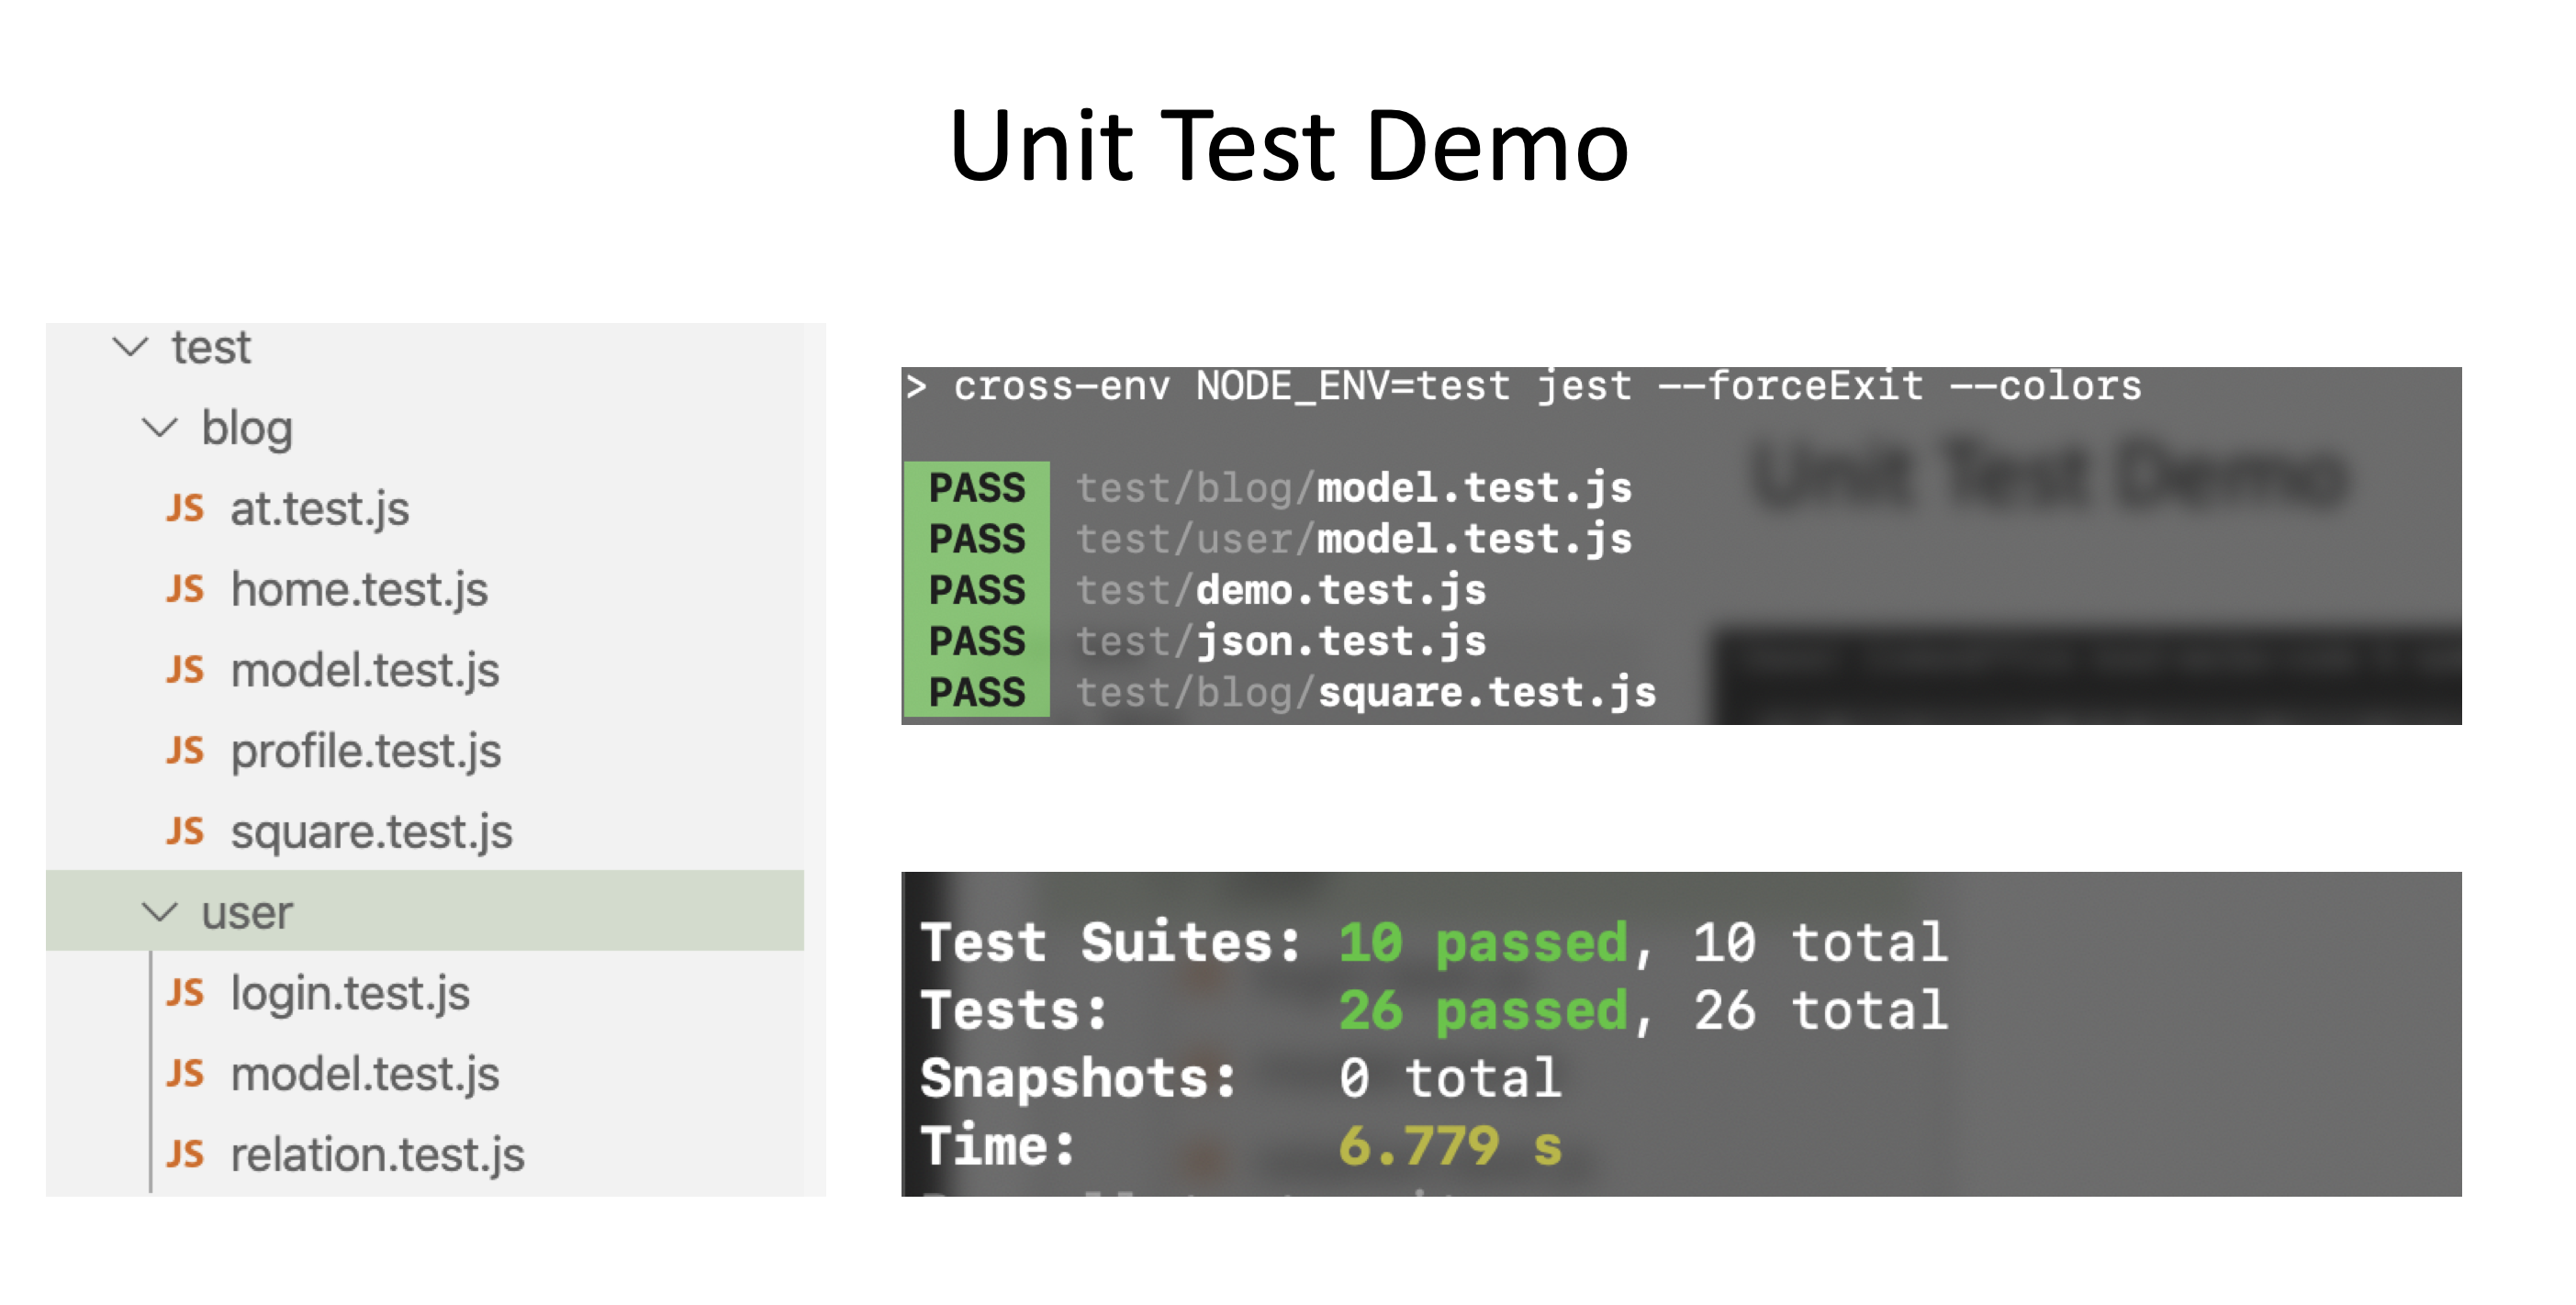 Unit Test Demo
test
blog
JS at.test.js
JS home.test.js
JS model.test.js
JS profile.test.js
JS square.test.js
user
JS login.test.js
JS model.test.js
JS relation.test.js
> cross-env NODE_ENV=test jest --forceExit --colors
Unit Test Demo
PASS test/blog/model.test.js
PASS test/user/model.test.js
PASS test/demo.test.js
PASS test/json.test.js
PASS test/blog/square.test.js
Test Suites: 10 passed, 10 total
Tests: 26 passed, 26 total
Snapshots: 0 total
Time: 6.779 s